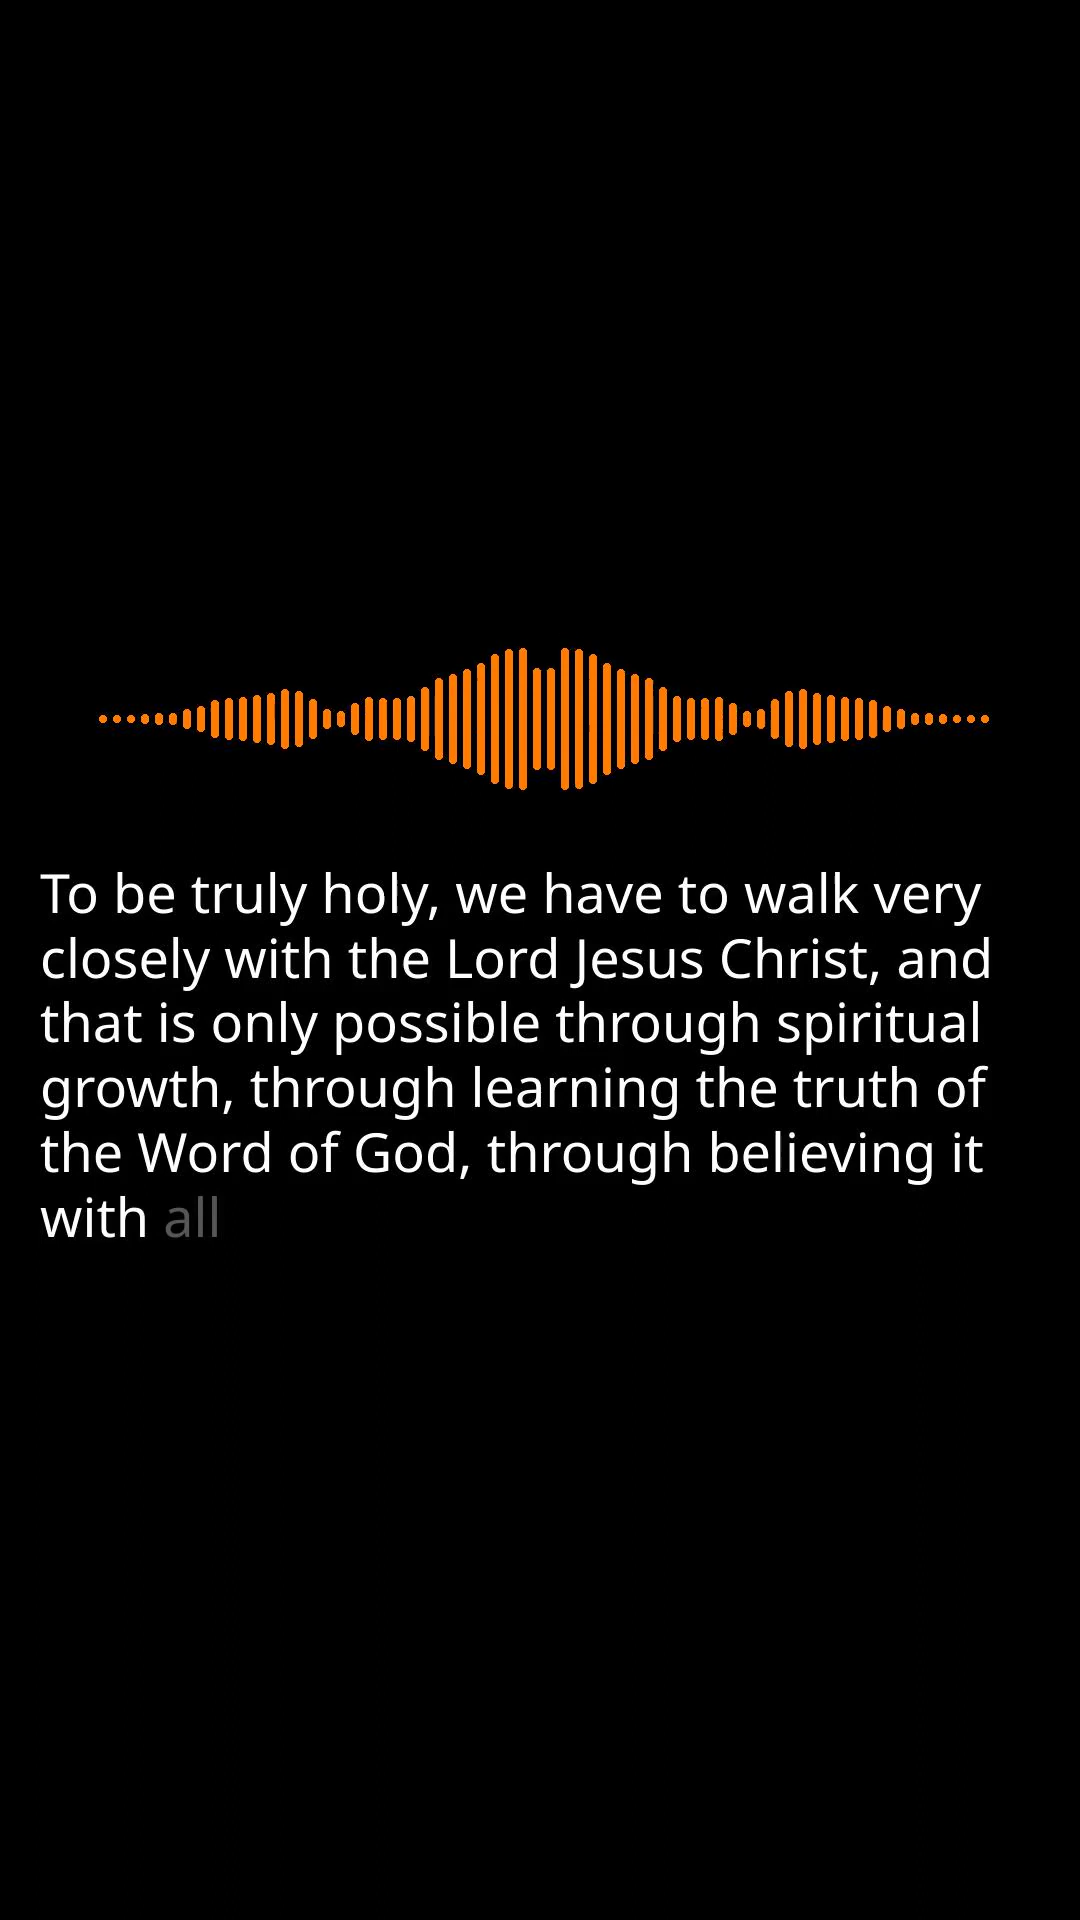 To be truly holy, we have to walk very
closely with the Lord Jesus Christ, and
that is only possible through spiritual
growth, through learning the truth of
the Word of God, through believing it
with all